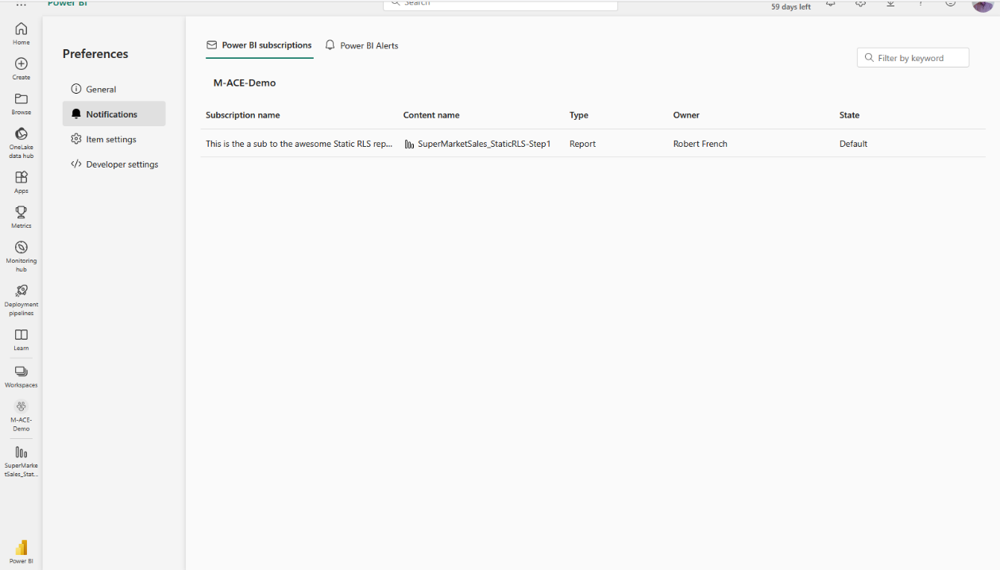 Power BI
Search
59 days left
Home
Create
Browse
OneLake
data hub
Apps
Metrics
Monitoring
hub
Deployment
pipelines
Learn
Workspaces
M-ACE-
Demo
SuperMarke
tSales_Stat...
Power BI
Preferences
General
Notifications
Item settings
Developer settings
Power BI subscriptions
Power BI Alerts
Filter by keyword
M-ACE-Demo
Subscription name Content name Type Owner State
This is the a sub to the awesome Static RLS rep... SuperMarketSales_StaticRLS-Step1 Report Robert French Default